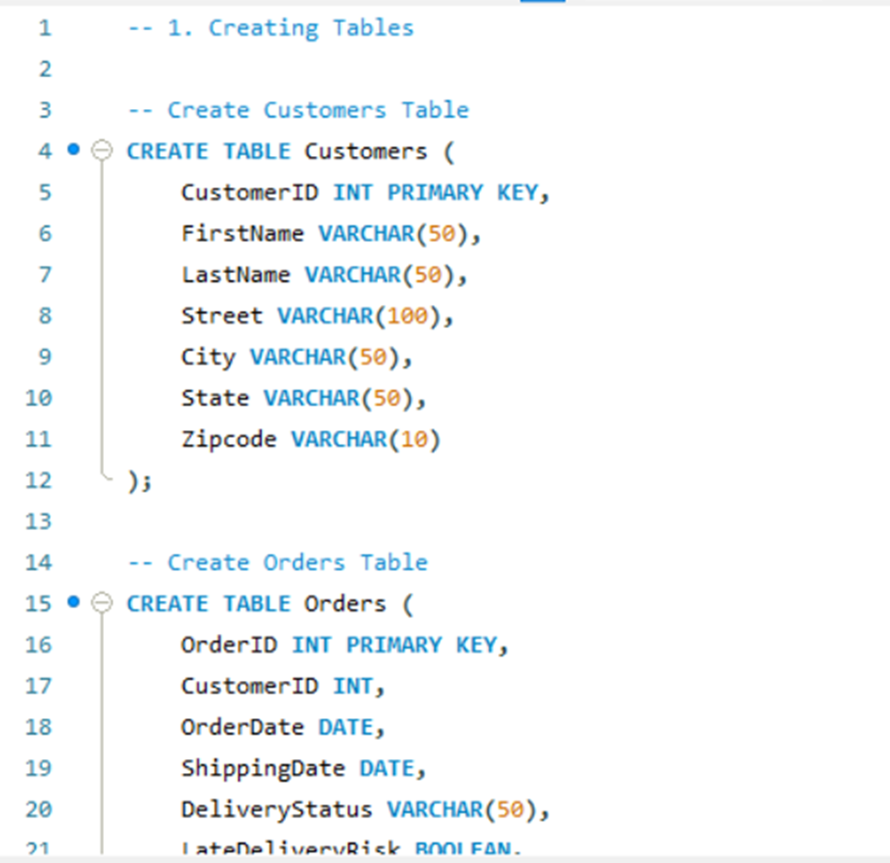 1 -- 1. Creating Tables
2
3 -- Create Customers Table
4 CREATE TABLE Customers (
5 CustomerID INT PRIMARY KEY,
6 FirstName VARCHAR(50),
7 LastName VARCHAR(50),
8 Street VARCHAR(100),
9 City VARCHAR(50),
10 State VARCHAR(50),
11 Zipcode VARCHAR(10)
12 );
13
14 -- Create Orders Table
15 CREATE TABLE Orders (
16 OrderID INT PRIMARY KEY,
17 CustomerID INT,
18 OrderDate DATE,
19 ShippingDate DATE,
20 DeliveryStatus VARCHAR(50),
21 LateDeliveryRisk BOOLEAN,